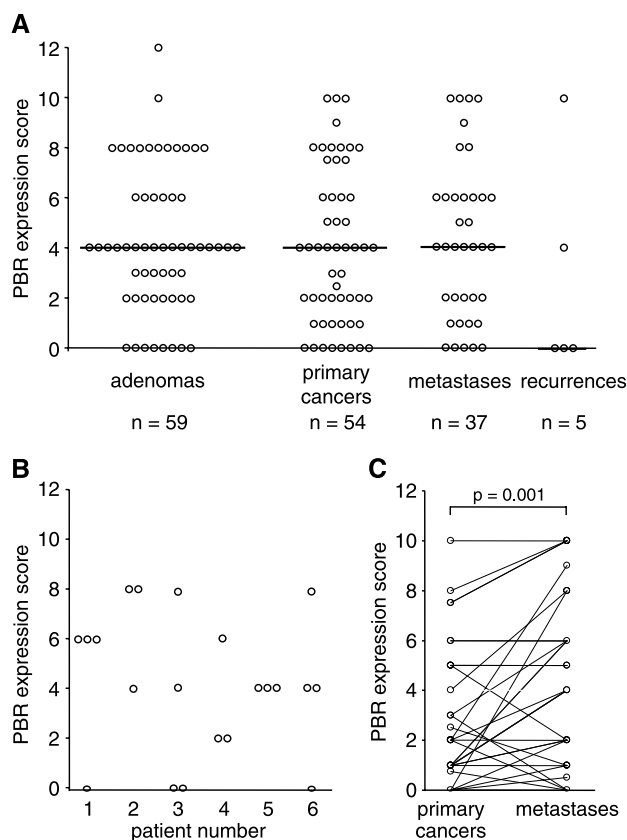 A
12
10
8
6
4
2
0
PBR expression score
adenomas
primary
cancers
metastases
recurrences
n = 59
n = 54
n = 37
n = 5
B
12
10
8
6
4
2
0
PBR expression score
1 2 3 4 5 6
patient number
C
12
10
8
6
4
2
0
PBR expression score
p = 0.001
primary
cancers
metastases